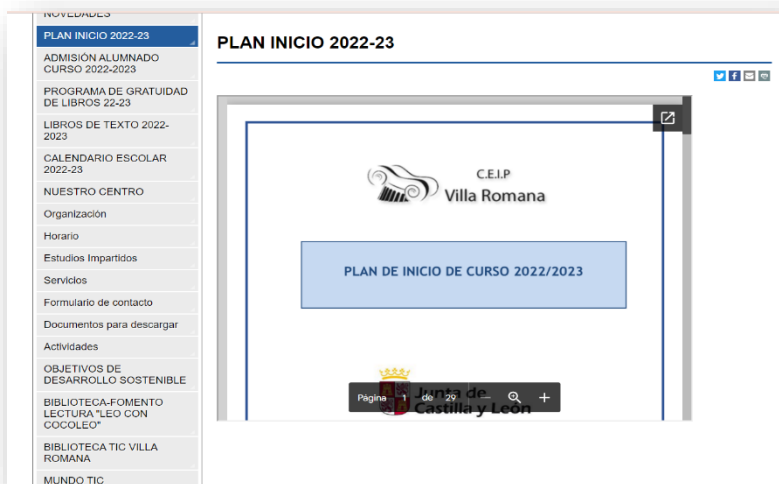 NOVEDADES
PLAN INICIO 2022-23
ADMISIÓN ALUMNADO
CURSO 2022-2023
PROGRAMA DE GRATUIDAD
DE LIBROS 22-23
LIBROS DE TEXTO 2022-
2023
CALENDARIO ESCOLAR
2022-23
NUESTRO CENTRO
Organización
Horario
Estudios Impartidos
Servicios
Formulario de contacto
Documentos para descargar
Actividades
OBJETIVOS DE
DESARROLLO SOSTENIBLE
BIBLIOTECA-FOMENTO
LECTURA "LEO CON
COCOLEO"
BIBLIOTECA TIC VILLA
ROMANA
MUNDO TIC
PLAN INICIO 2022-23
C.E.I.P
Villa Romana
PLAN DE INICIO DE CURSO 2022/2023
Junta de
Castilla y León
Página 1 de 29